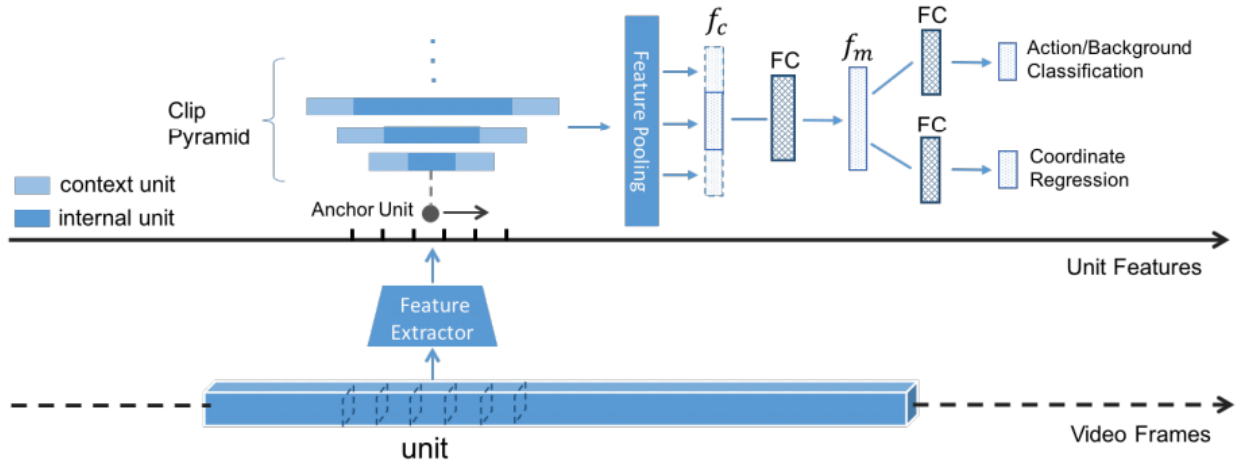 Clip
Pyramid
context unit
internal unit
Anchor Unit
Feature Pooling
f_c
FC
f_m
FC
Action/Background
Classification
FC
Coordinate
Regression
Unit Features
Feature
Extractor
unit
Video Frames